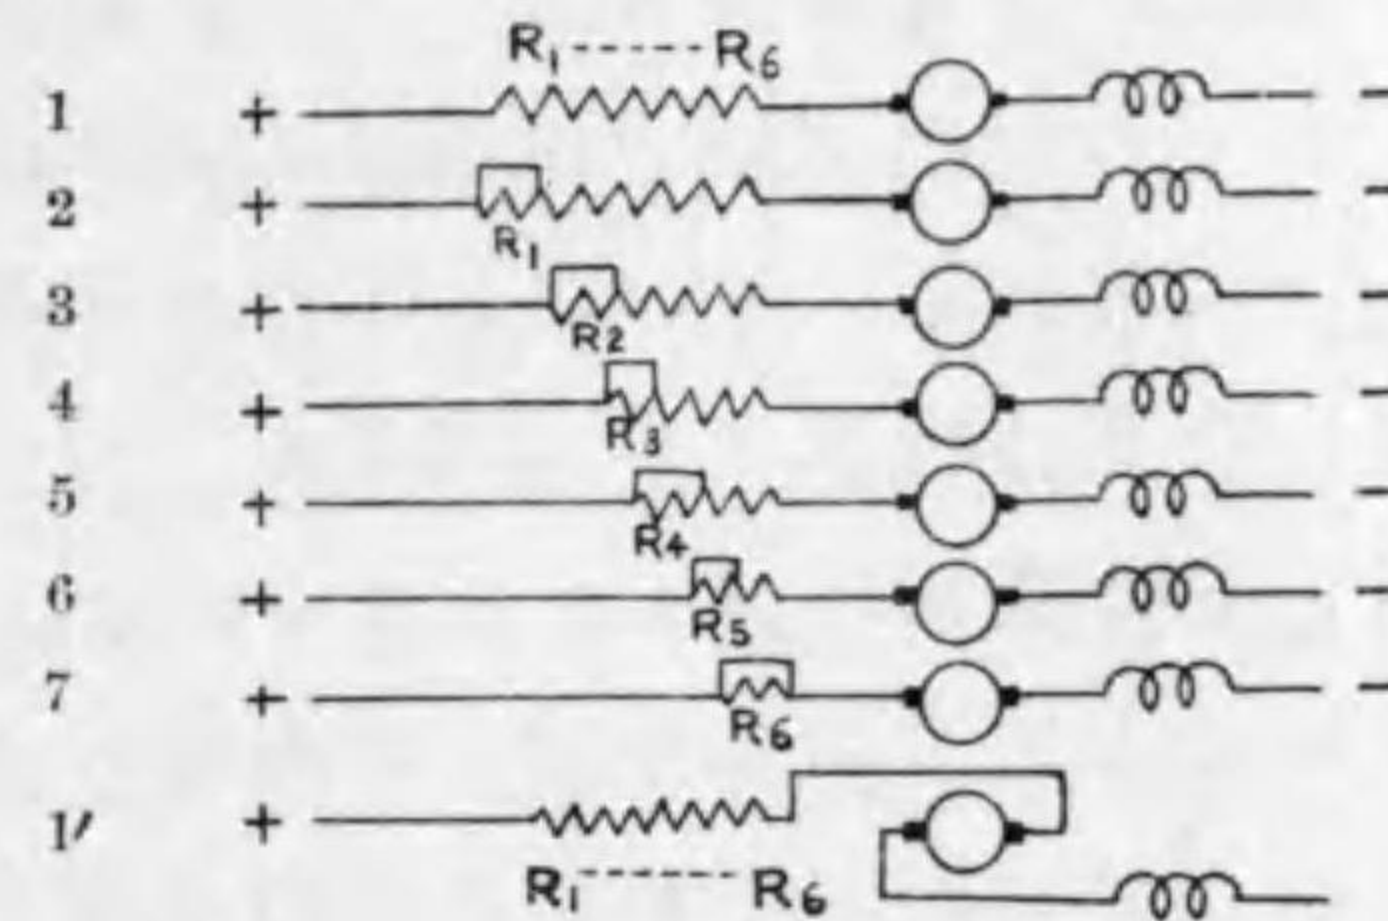 R1 ------ R6
1 +
2 +
R1
3 +
R2
4 +
R3
5 +
R4
6 +
R5
7 +
R6
1′ +
R1 ------ R6